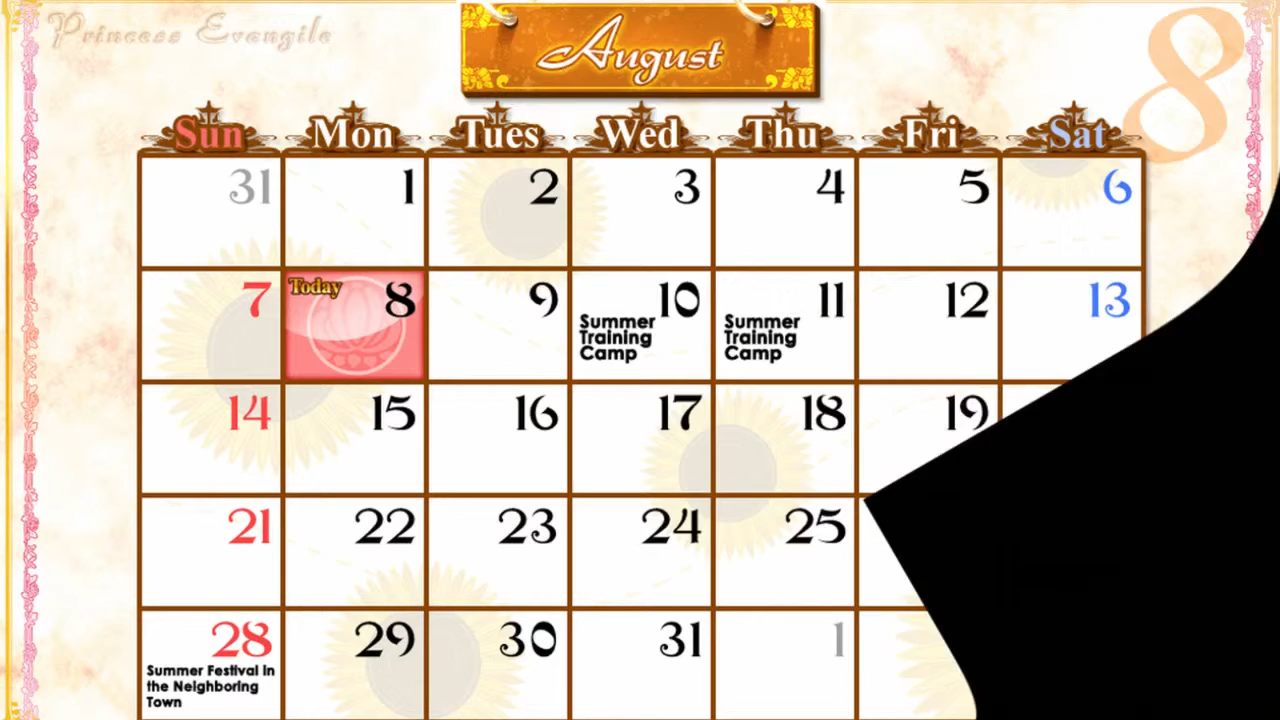 Princess Evangile
August
8
Sun Mon Tues Wed Thu Fri Sat
31 1 2 3 4 5 6
7 Today 8 9 10 11 12 13
Summer Summer
Training Training
Camp Camp
14 15 16 17 18 19
21 22 23 24 25
28 29 30 31 1
Summer Festival in
the Neighboring
Town